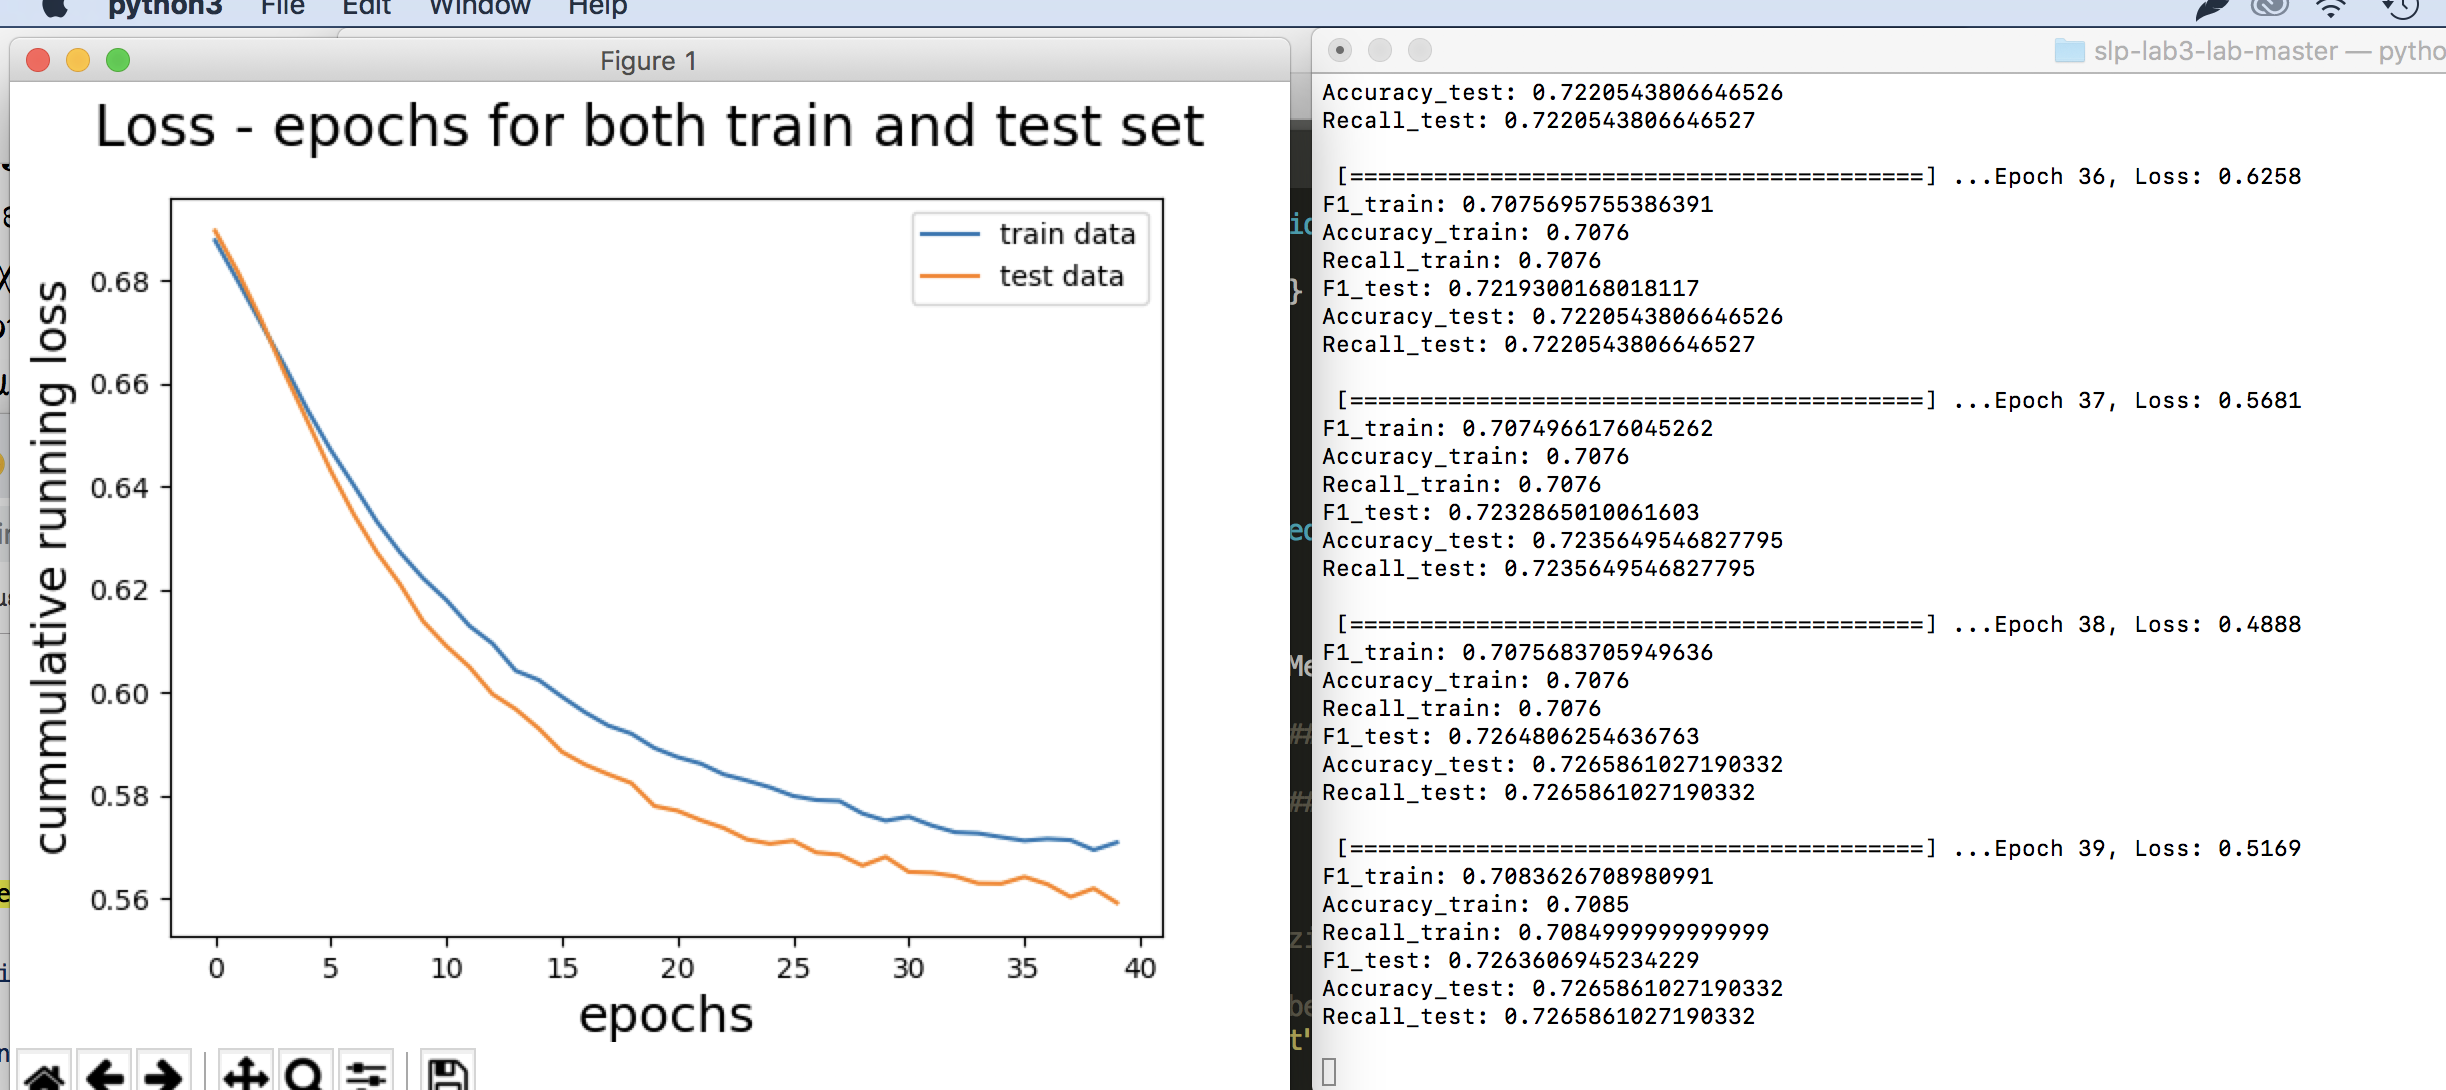 python3 File Edit Window Help
Figure 1
Loss - epochs for both train and test set
train data
test data
cummulative running loss
0.68
0.66
0.64
0.62
0.60
0.58
0.56
0 5 10 15 20 25 30 35 40
epochs
slp-lab3-lab-master — pytho
Accuracy_test: 0.7220543806646526
Recall_test: 0.7220543806646527
[=========================================] ...Epoch 36, Loss: 0.6258
F1_train: 0.7075695755386391
Accuracy_train: 0.7076
Recall_train: 0.7076
F1_test: 0.7219300168018117
Accuracy_test: 0.7220543806646526
Recall_test: 0.7220543806646527
[=========================================] ...Epoch 37, Loss: 0.5681
F1_train: 0.7074966176045262
Accuracy_train: 0.7076
Recall_train: 0.7076
F1_test: 0.7232865010061603
Accuracy_test: 0.7235649546827795
Recall_test: 0.7235649546827795
[=========================================] ...Epoch 38, Loss: 0.4888
F1_train: 0.7075683705949636
Accuracy_train: 0.7076
Recall_train: 0.7076
F1_test: 0.7264806254636763
Accuracy_test: 0.7265861027190332
Recall_test: 0.7265861027190332
[=========================================] ...Epoch 39, Loss: 0.5169
F1_train: 0.7083626708980991
Accuracy_train: 0.7085
Recall_train: 0.7084999999999999
F1_test: 0.7263606945234229
Accuracy_test: 0.7265861027190332
Recall_test: 0.7265861027190332